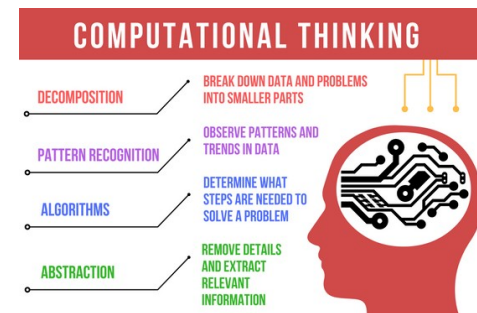 COMPUTATIONAL THINKING
DECOMPOSITION
BREAK DOWN DATA AND PROBLEMS
INTO SMALLER PARTS
PATTERN RECOGNITION
OBSERVE PATTERNS AND
TRENDS IN DATA
ALGORITHMS
DETERMINE WHAT
STEPS ARE NEEDED TO
SOLVE A PROBLEM
ABSTRACTION
REMOVE DETAILS
AND EXTRACT
RELEVANT
INFORMATION